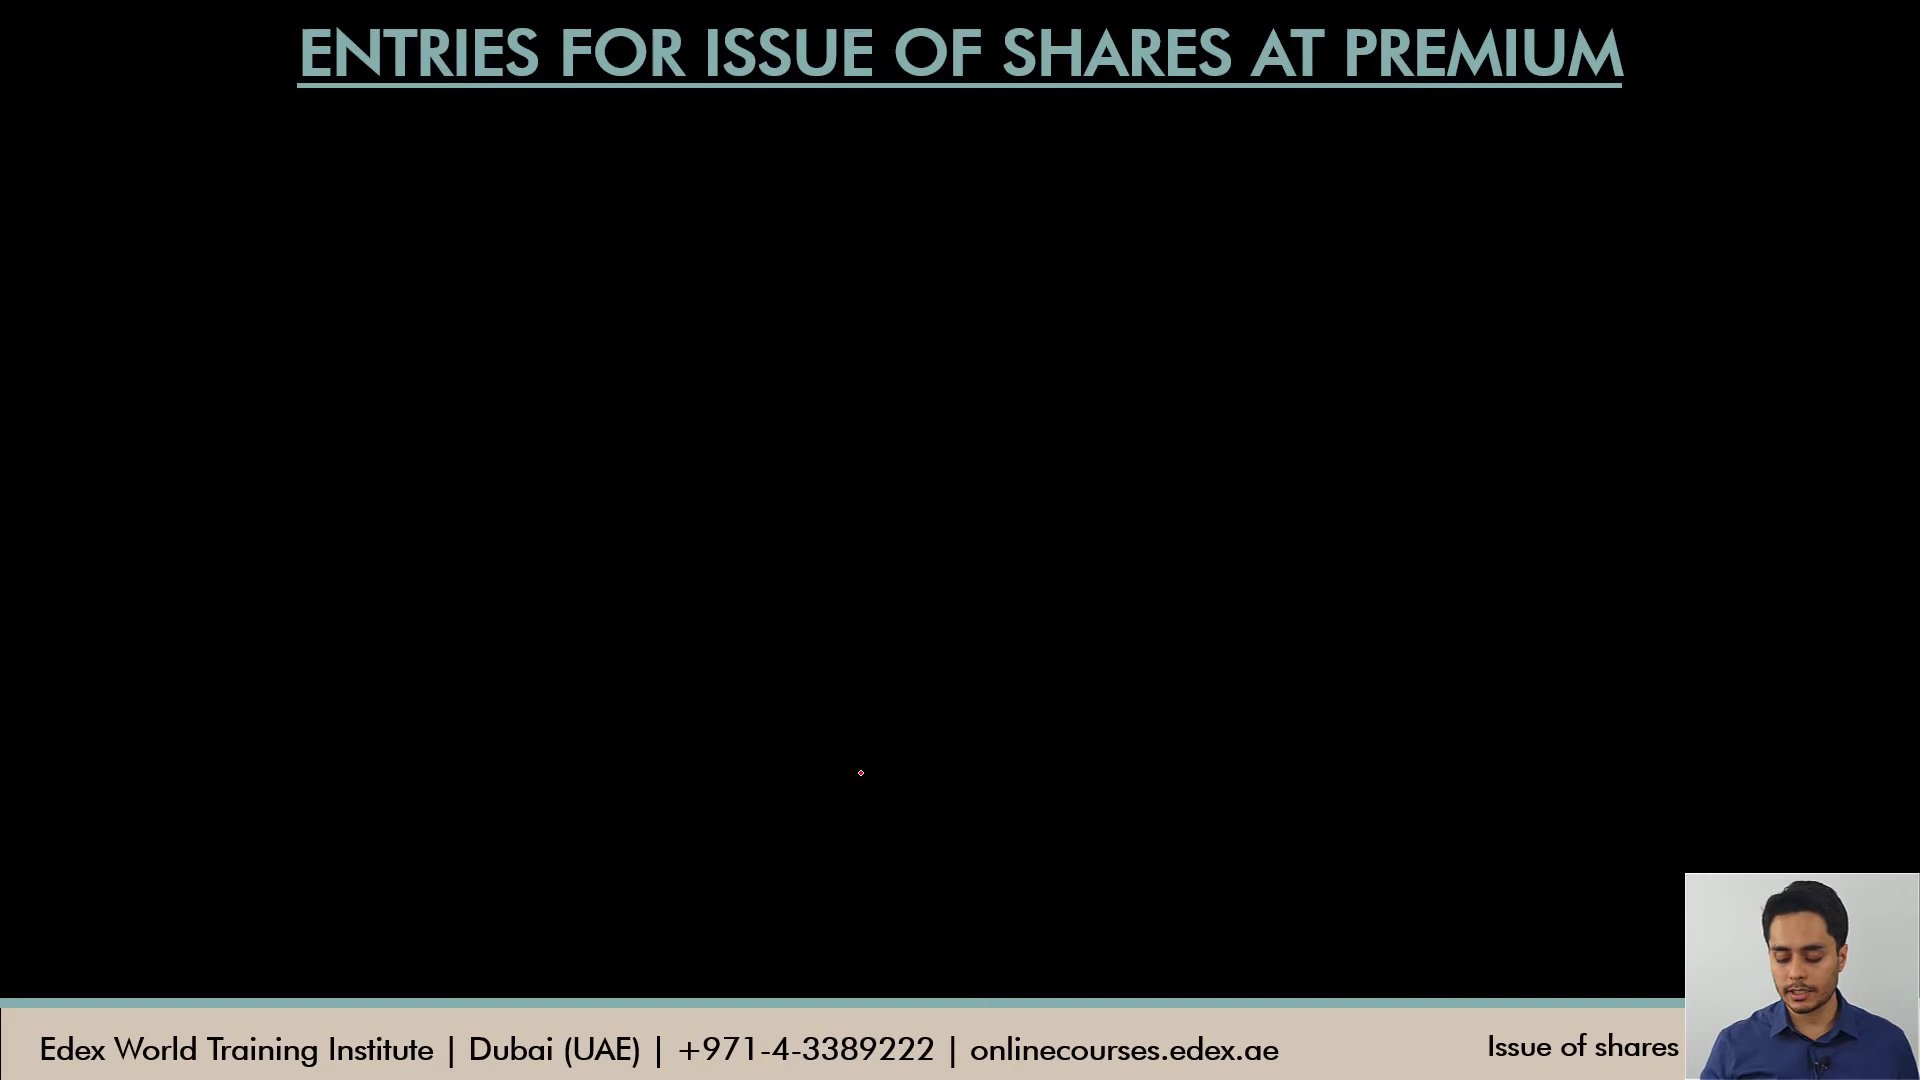 ENTRIES FOR ISSUE OF SHARES AT PREMIUM
Edex World Training Institute | Dubai (UAE) | +971-4-3389222 | onlinecourses.edex.ae
Issue of shares